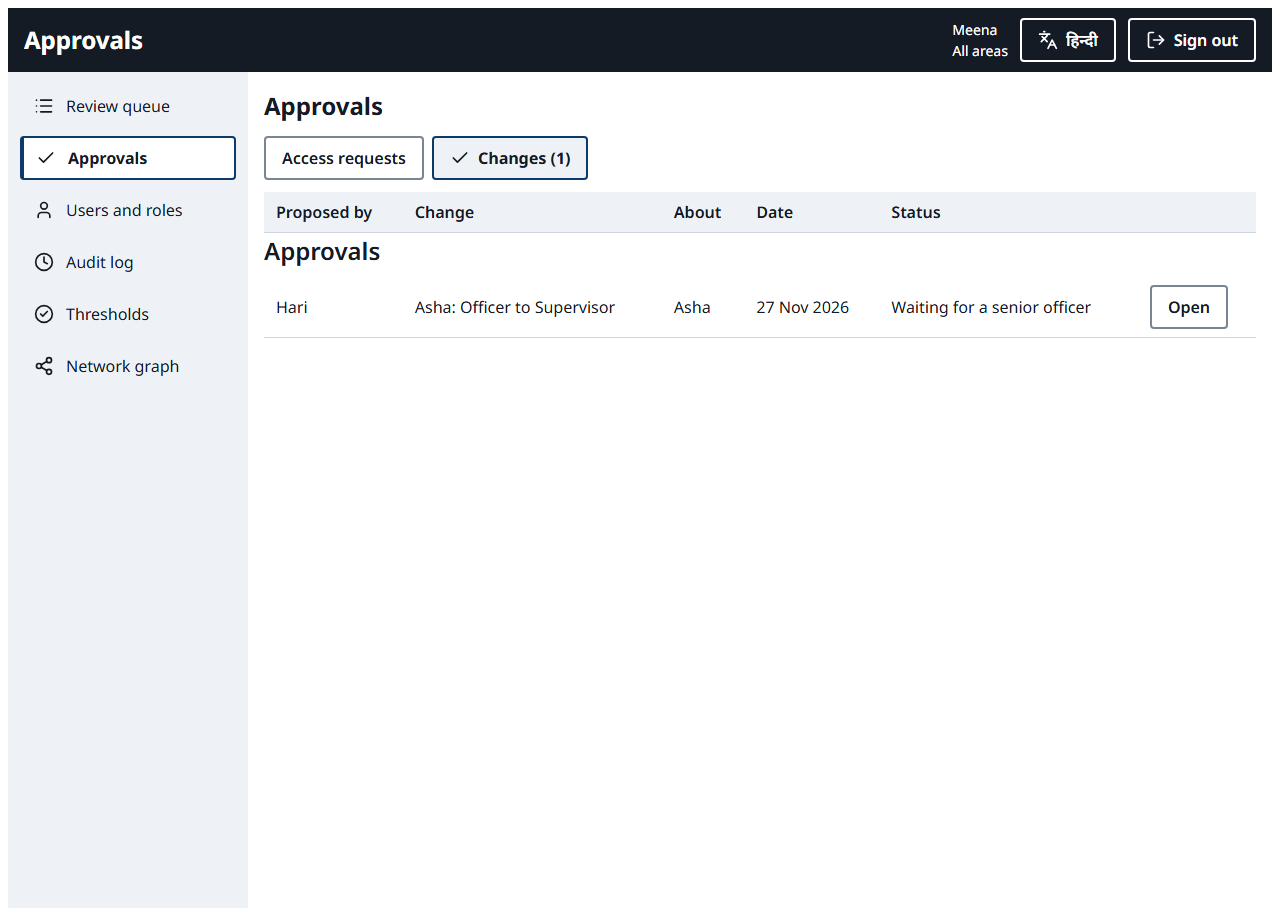 Approvals
Meena
All areas
हिन्दी
Sign out
Review queue
Approvals
Users and roles
Audit log
Thresholds
Network graph
Approvals
Access requests
Changes (1)
Proposed by Change About Date Status
Approvals
Hari Asha: Officer to Supervisor Asha 27 Nov 2026 Waiting for a senior officer Open